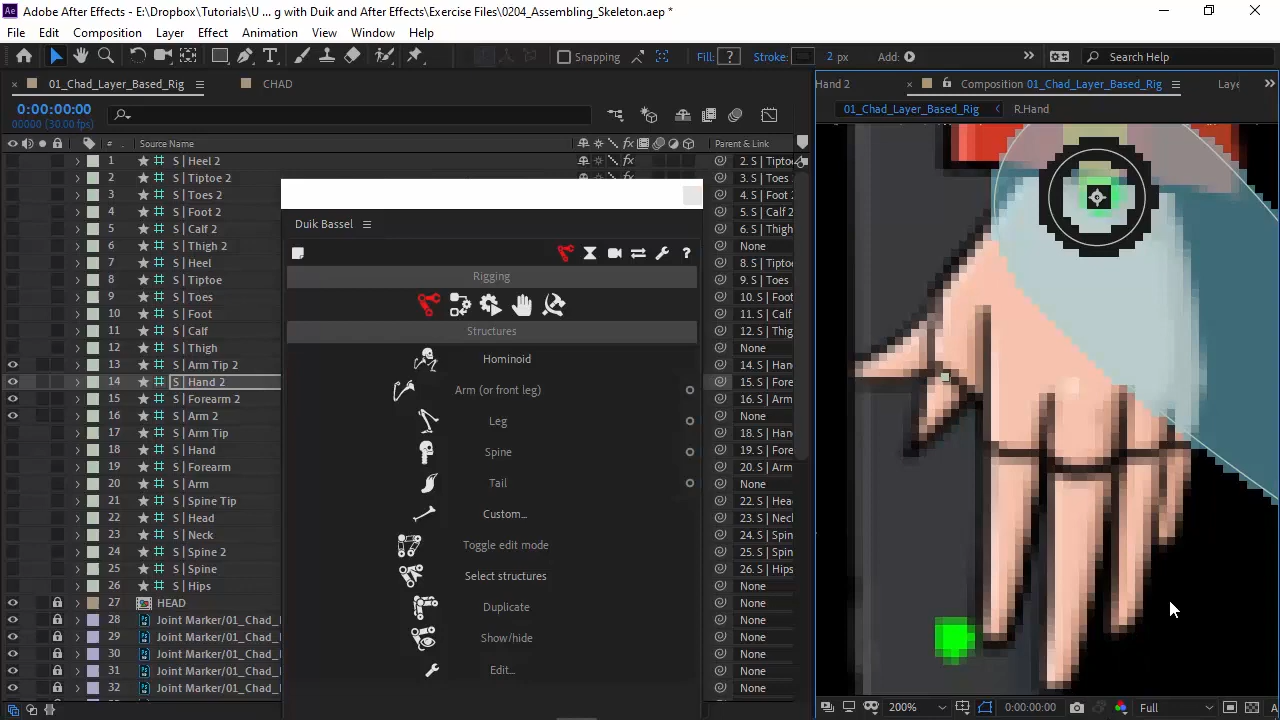 Adobe After Effects - E:\Dropbox\Tutorials\U ... g with Duik and After Effects\Exercise Files\0204_Assembling_Skeleton.aep *
File Edit Composition Layer Effect Animation View Window Help
Snapping Fill: ? Stroke: 2 px Add: » Search Help
× 01_Chad_Layer_Based_Rig CHAD
Hand 2 × Composition 01_Chad_Layer_Based_Rig Laye »
0:00:00:00
00000 (30.00 fps)
01_Chad_Layer_Based_Rig R.Hand
# Source Name Parent & Link
1 S | Heel 2 2. S | Tipto
2 S | Tiptoe 2 3. S | Toes
3 S | Toes 2 4. S | Foot
4 S | Foot 2 5. S | Calf 2
5 S | Calf 2 6. S | Thigh
6 S | Thigh 2 None
7 S | Heel 8. S | Tipto
8 S | Tiptoe 9. S | Toes
9 S | Toes 10. S | Foot
10 S | Foot 11. S | Calf
11 S | Calf 12. S | Thigh
12 S | Thigh None
13 S | Arm Tip 2 14. S | Han
14 S | Hand 2 15. S | Fore
15 S | Forearm 2 16. S | Arm
16 S | Arm 2 None
17 S | Arm Tip 18. S | Han
18 S | Hand 19. S | Fore
19 S | Forearm 20. S | Arm
20 S | Arm None
21 S | Spine Tip 22. S | Hea
22 S | Head 23. S | Nec
23 S | Neck 24. S | Spin
24 S | Spine 2 25. S | Spin
25 S | Spine 26. S | Hips
26 S | Hips None
27 HEAD None
28 Joint Marker/01_Chad_ None
29 Joint Marker/01_Chad_ None
30 Joint Marker/01_Chad_ None
31 Joint Marker/01_Chad_ None
32 Joint Marker/01_Chad_ None
Duik Bassel
?
Rigging
Structures
Hominoid
Arm (or front leg)
Leg
Spine
Tail
Custom...
Toggle edit mode
Select structures
Duplicate
Show/hide
Edit...
200% 0:00:00:00 Full A